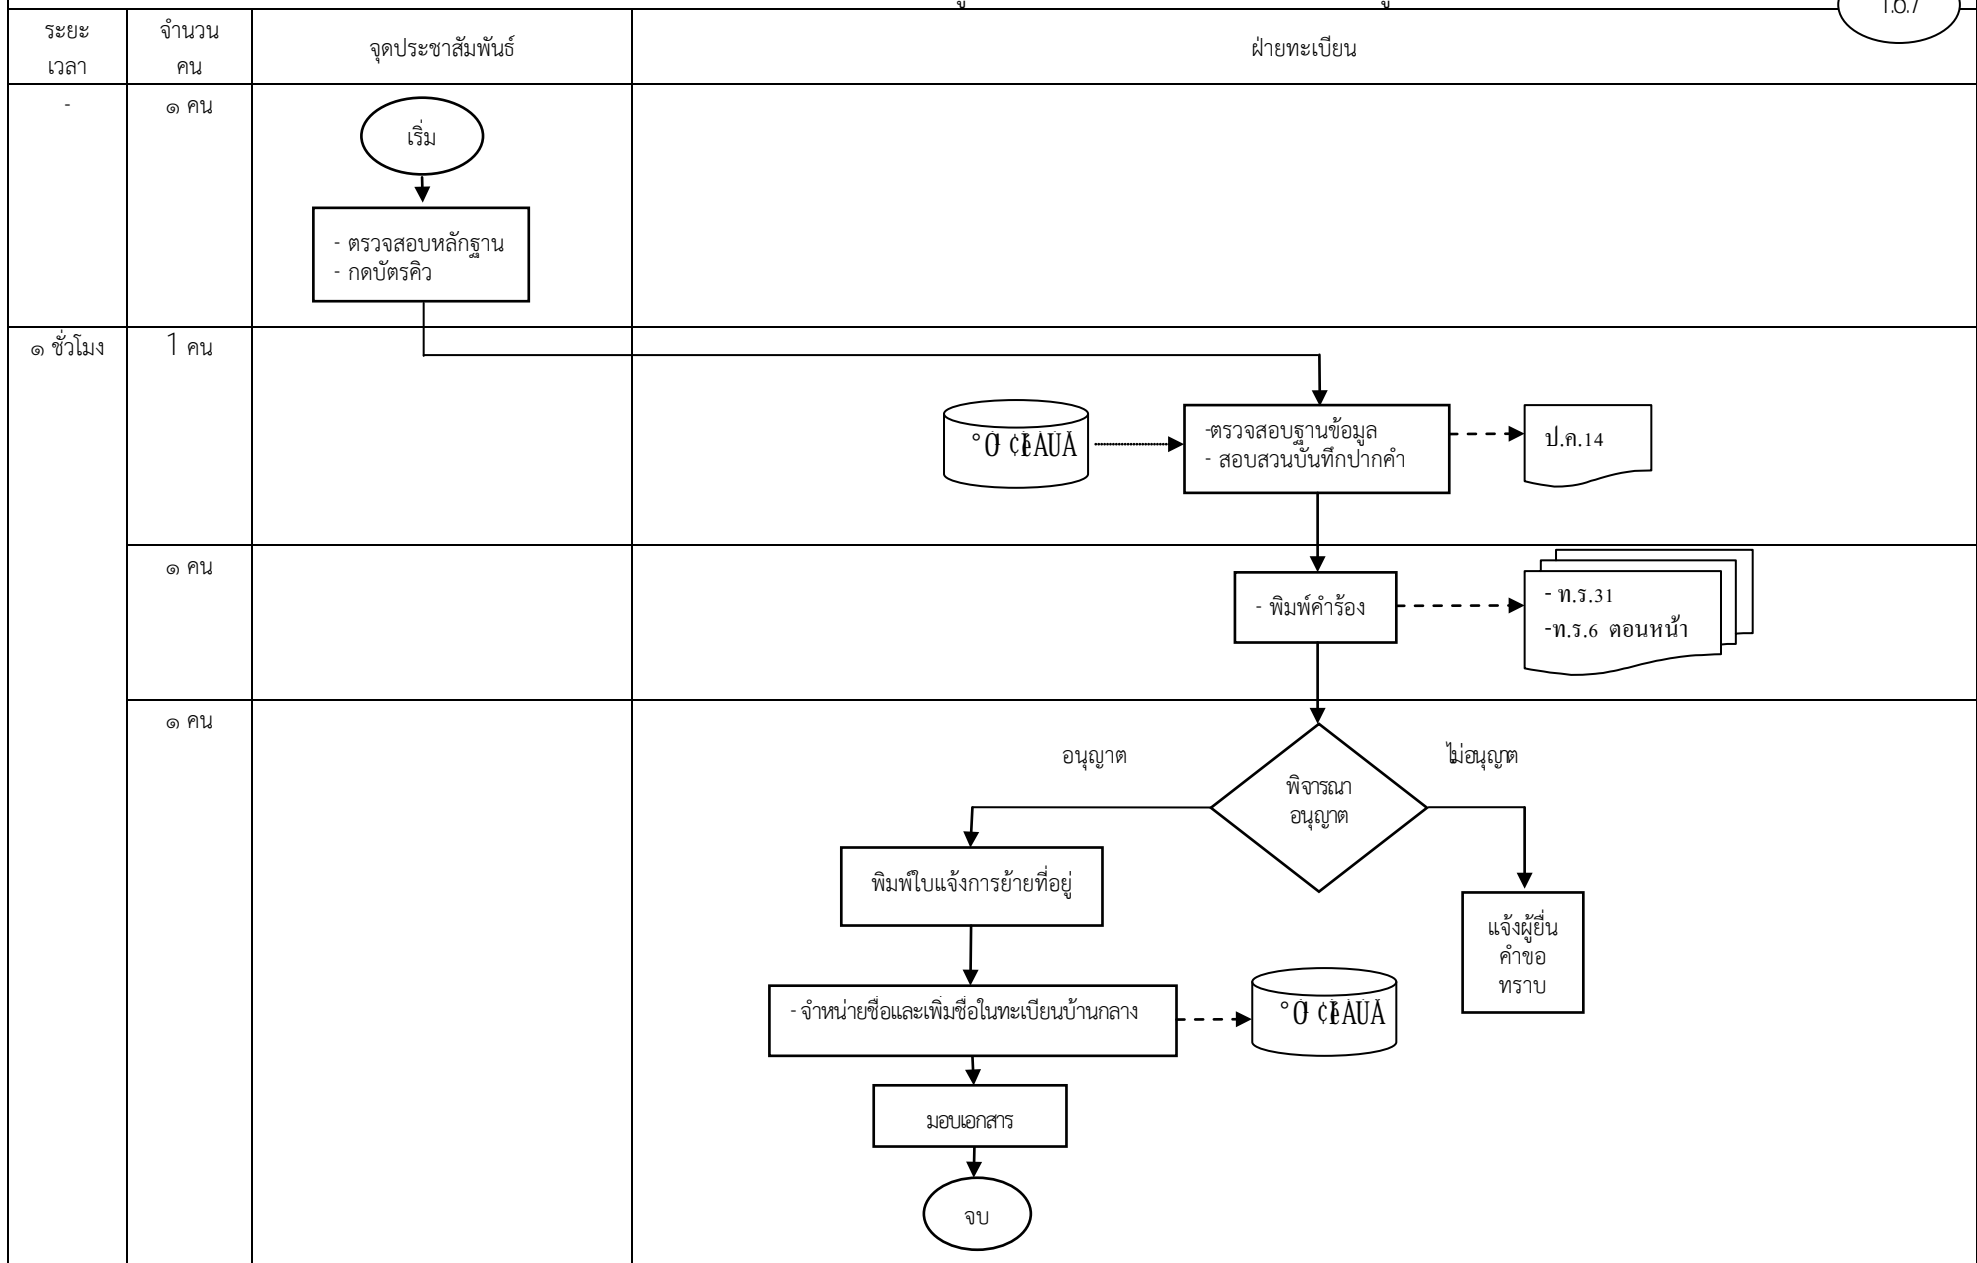 1.6.7
ระยะ
เวลา
จำนวน
คน
จุดประชาสัมพันธ์
ฝ่ายทะเบียน
-
๑ คน
เริ่ม
- ตรวจสอบหลักฐาน
- กดบัตรคิว
๑ ชั่วโมง
1 คน
-ตรวจสอบฐานข้อมูล
- สอบสวนบันทึกปากคำ
ป.ค.14
๑ คน
- พิมพ์คำร้อง
- ท.ร.31
-ท.ร.6 ตอนหน้า
๑ คน
อนุญาต
ไม่อนุญาต
พิจารณา
อนุญาต
พิมพ์ใบแจ้งการย้ายที่อยู่
แจ้งผู้ยื่น
คำขอ
ทราบ
- จำหน่ายชื่อและเพิ่มชื่อในทะเบียนบ้านกลาง
มอบเอกสาร
จบ